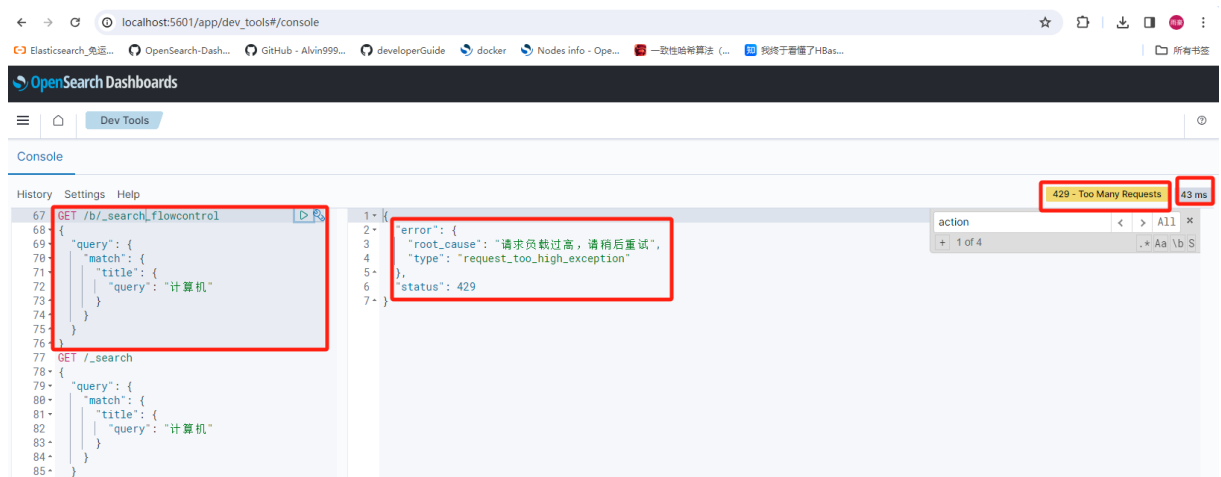 localhost:5601/app/dev_tools#/console
Elasticsearch_免运... OpenSearch-Dash... GitHub - Alvin999... developerGuide docker Nodes info - Ope... 一致性哈希算法（... 知 我终于看懂了HBas... 所有书签
OpenSearch Dashboards
Dev Tools
Console
History Settings Help
429 - Too Many Requests 43 ms
67 GET /b/_search_flowcontrol
68 {
69 "query": {
70 "match": {
71 "title": {
72 "query": "计算机"
73 }
74 }
75 }
76 }
77 GET /_search
78 {
79 "query": {
80 "match": {
81 "title": {
82 "query": "计算机"
83 }
84 }
85 }
1 {
2 "error": {
3 "root_cause": "请求负载过高，请稍后重试",
4 "type": "request_too_high_exception"
5 },
6 "status": 429
7 }
action All
+ 1 of 4 .* Aa \b S